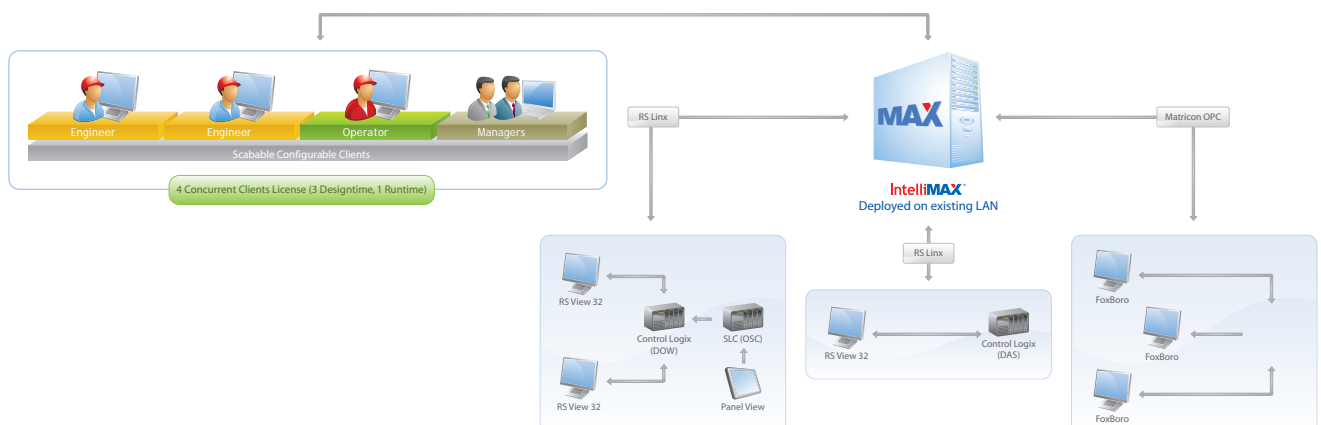 Engineer
Engineer
Operator
Managers
Scabable Configurable Clients
4 Concurrent Clients License (3 Designtime, 1 Runtime)
RS Linx
MAX
IntelliMAX™
Deployed on existing LAN
Matricon OPC
RS Linx
RS View 32
Control Logix
(DOW)
SLC (OSC)
RS View 32
Panel View
RS View 32
Control Logix
(DAS)
FoxBoro
FoxBoro
FoxBoro